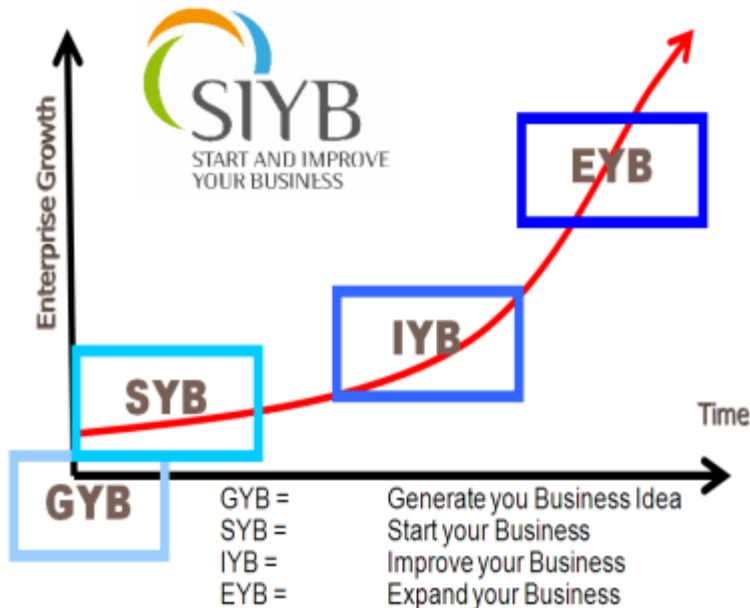 SIYB
START AND IMPROVE
YOUR BUSINESS
Enterprise Growth
EYB
IYB
SYB
Time
GYB
GYB = Generate you Business Idea
SYB = Start your Business
IYB = Improve your Business
EYB = Expand your Business